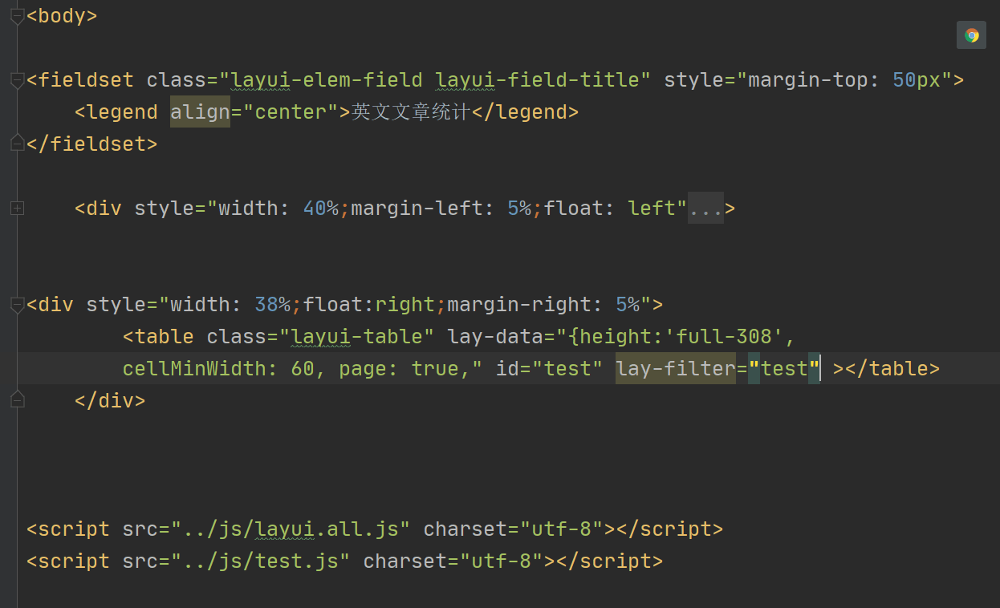 <body>
<fieldset class="layui-elem-field layui-field-title" style="margin-top: 50px">
<legend align="center">英文文章统计</legend>
</fieldset>
<div style="width: 40%;margin-left: 5%;float: left"...>
<div style="width: 38%;float:right;margin-right: 5%">
<table class="layui-table" lay-data="{height:'full-308',
cellMinWidth: 60, page: true," id="test" lay-filter="test" ></table>
</div>
<script src="../js/layui.all.js" charset="utf-8"></script>
<script src="../js/test.js" charset="utf-8"></script>